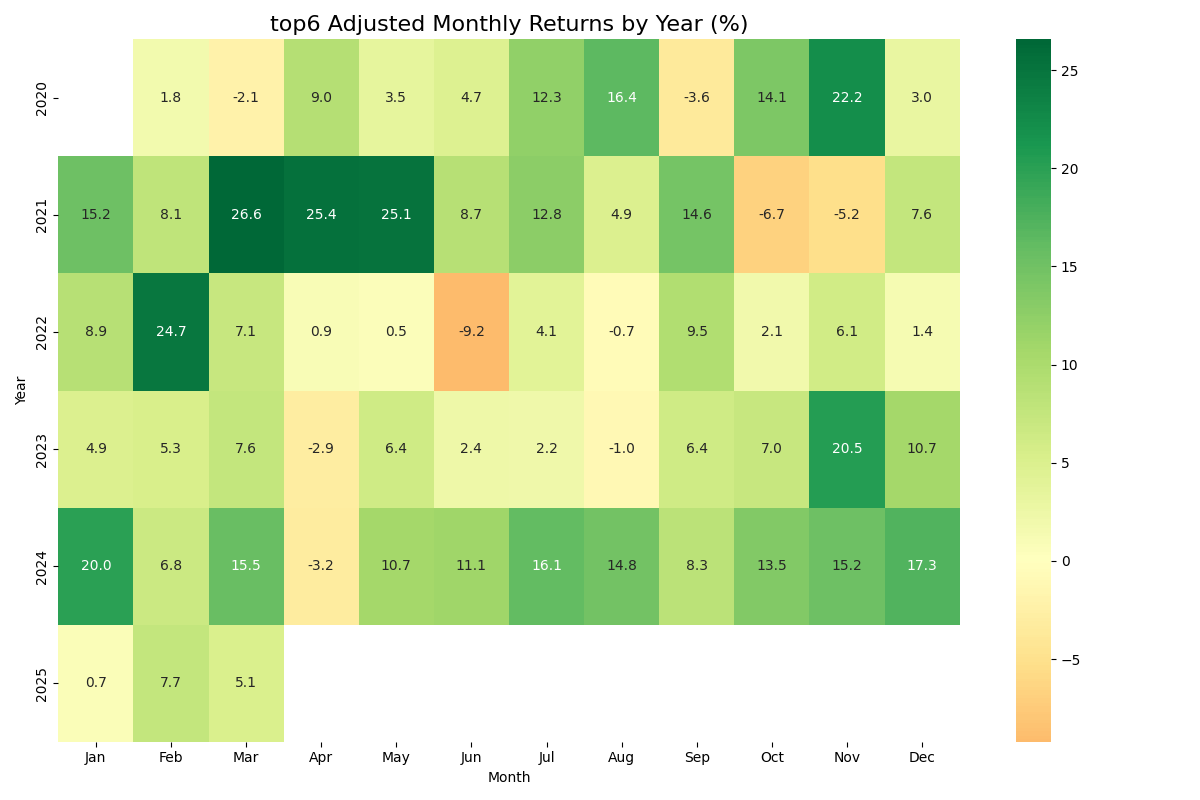 top6 Adjusted Monthly Returns by Year (%)
2020 1.8 -2.1 9.0 3.5 4.7 12.3 16.4 -3.6 14.1 22.2 3.0
2021 15.2 8.1 26.6 25.4 25.1 8.7 12.8 4.9 14.6 -6.7 -5.2 7.6
2022 8.9 24.7 7.1 0.9 0.5 -9.2 4.1 -0.7 9.5 2.1 6.1 1.4
Year
2023 4.9 5.3 7.6 -2.9 6.4 2.4 2.2 -1.0 6.4 7.0 20.5 10.7
2024 20.0 6.8 15.5 -3.2 10.7 11.1 16.1 14.8 8.3 13.5 15.2 17.3
2025 0.7 7.7 5.1
Jan Feb Mar Apr May Jun Jul Aug Sep Oct Nov Dec
Month
25
20
15
10
5
0
−5